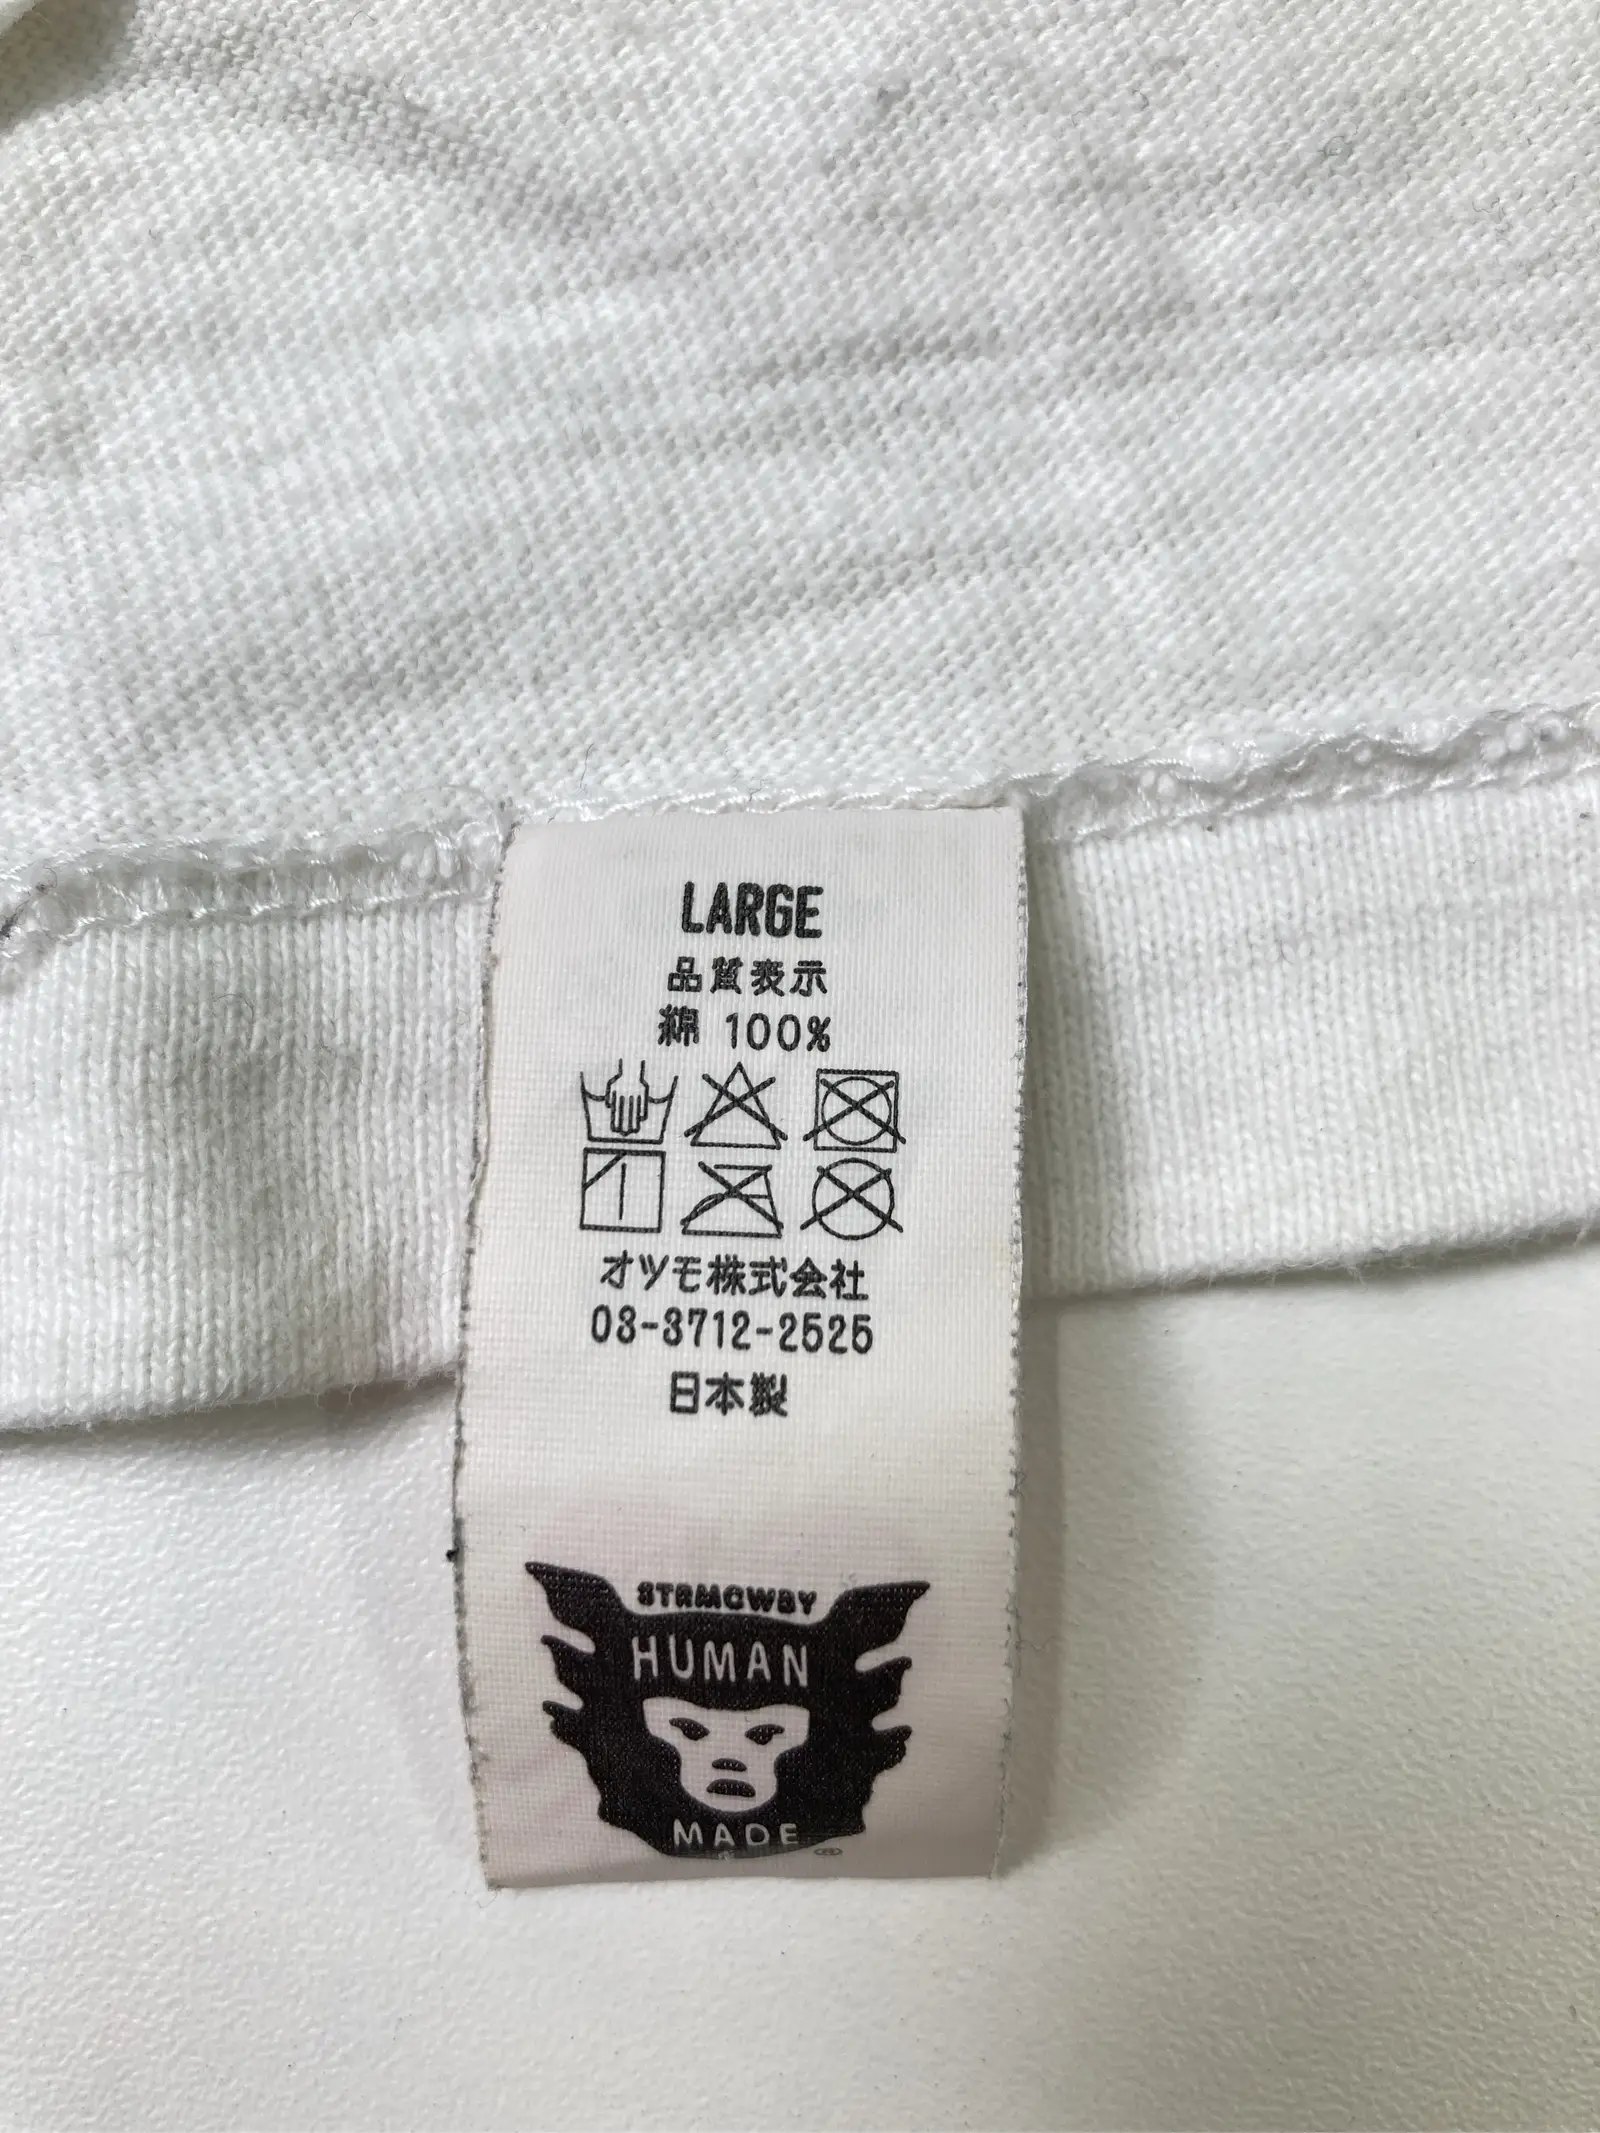 LARGE
品質表示
綿 100%
オツモ株式会社
03-3712-2525
日本製
STRMCWBY
HUMAN
MADE
®